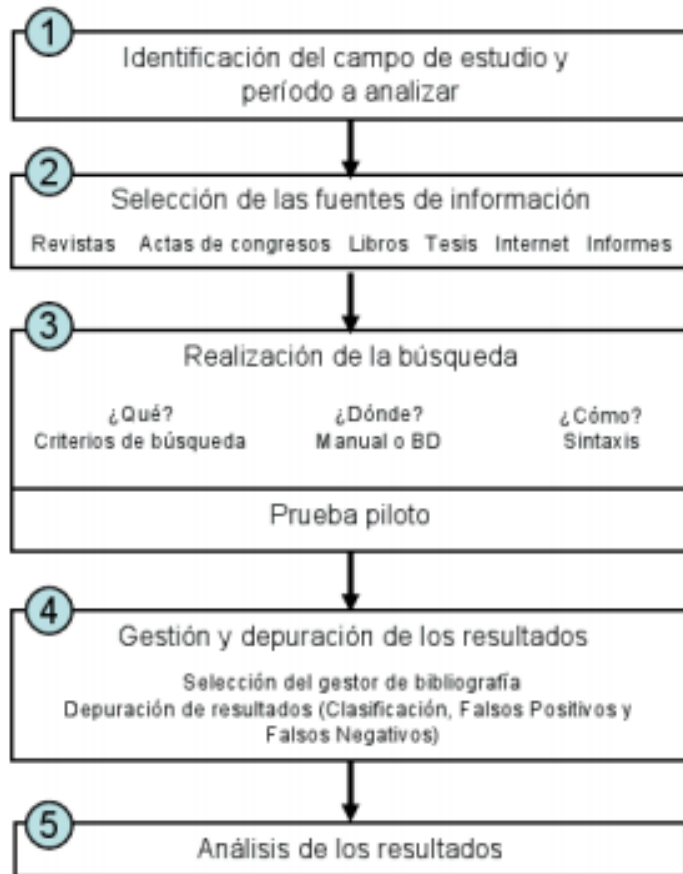 1
Identificación del campo de estudio y
período a analizar
2
Selección de las fuentes de información
Revistas Actas de congresos Libros Tesis Internet Informes
3
Realización de la búsqueda
¿Qué? ¿Dónde? ¿Cómo?
Criterios de búsqueda Manual o BD Sintaxis
Prueba piloto
4
Gestión y depuración de los resultados
Selección del gestor de bibliografía
Depuración de resultados (Clasificación, Falsos Positivos y
Falsos Negativos)
5
Análisis de los resultados